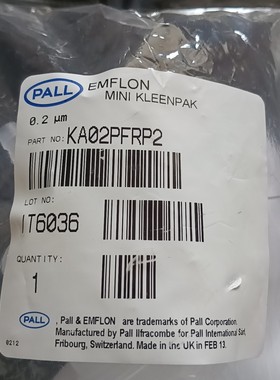 PALL
EMFLON
MINI KLEENPAK
0.2 µm
PART NO: KA02PFRP2
LOT NO:
IT6036
QUANTITY:
1
PALL , Pall & EMFLON are trademarks of Pall Corporation.
Manufactured by Pall Ilfracombe for Pall International Sarl,
Fribourg, Switzerland. Made in the UK in FEB 13.
0212